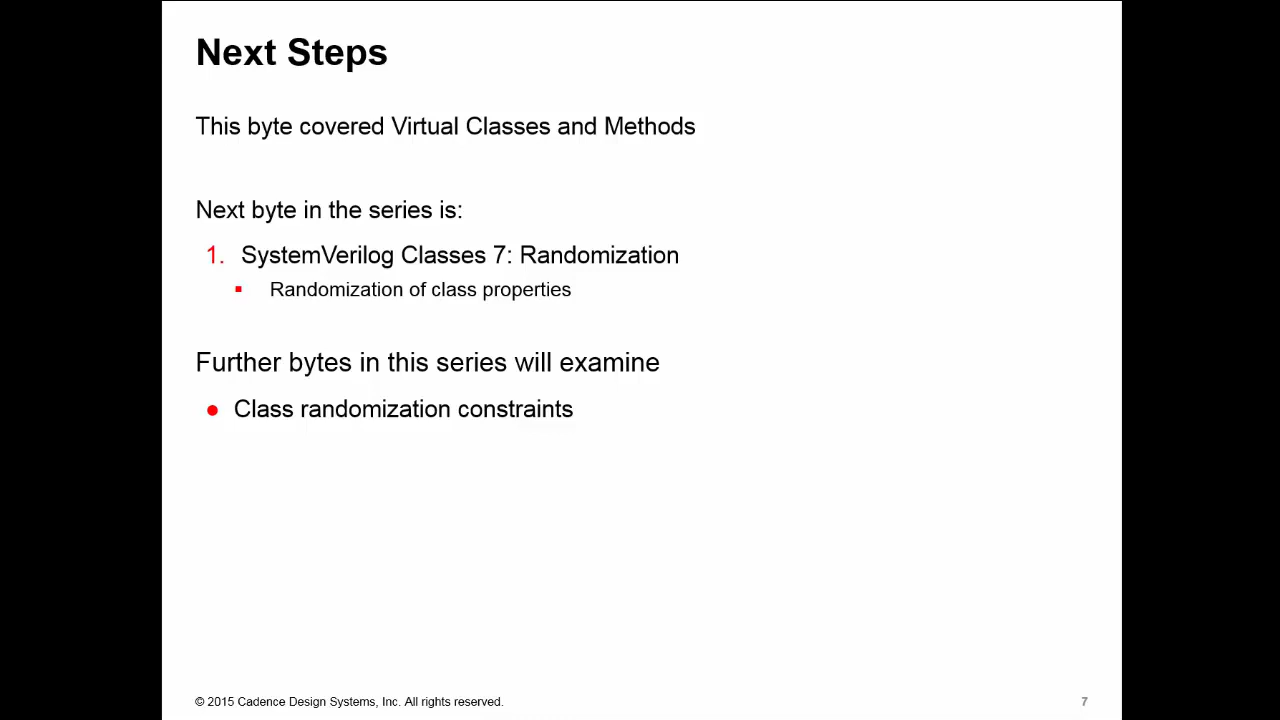 Next Steps
This byte covered Virtual Classes and Methods
Next byte in the series is:
1. SystemVerilog Classes 7: Randomization
▪ Randomization of class properties
Further bytes in this series will examine
● Class randomization constraints
© 2015 Cadence Design Systems, Inc. All rights reserved.
7